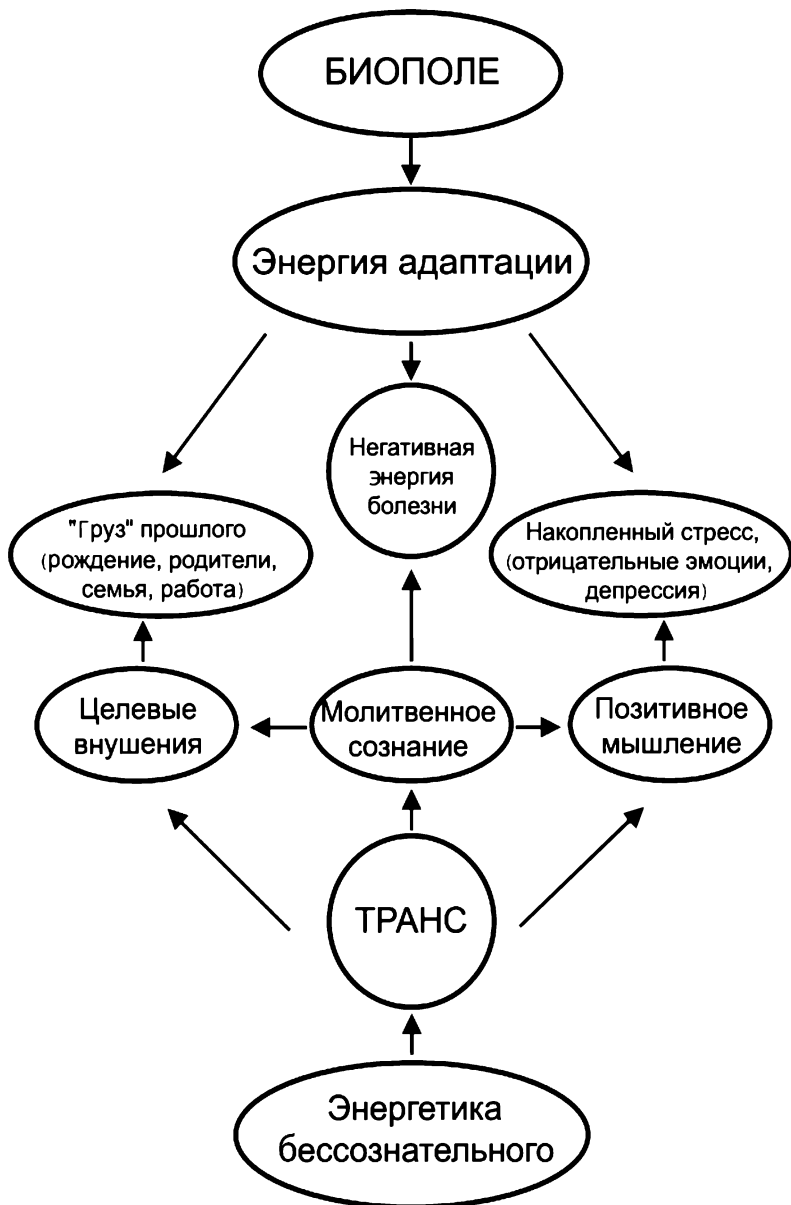 БИОПОЛЕ
Энергия адаптации
Негативная
энергия
болезни
"Груз" прошлого
(рождение, родители,
семья, работа)
Накопленный стресс,
(отрицательные эмоции,
депрессия)
Целевые
внушения
Молитвенное
сознание
Позитивное
мышление
ТРАНС
Энергетика
бессознательного